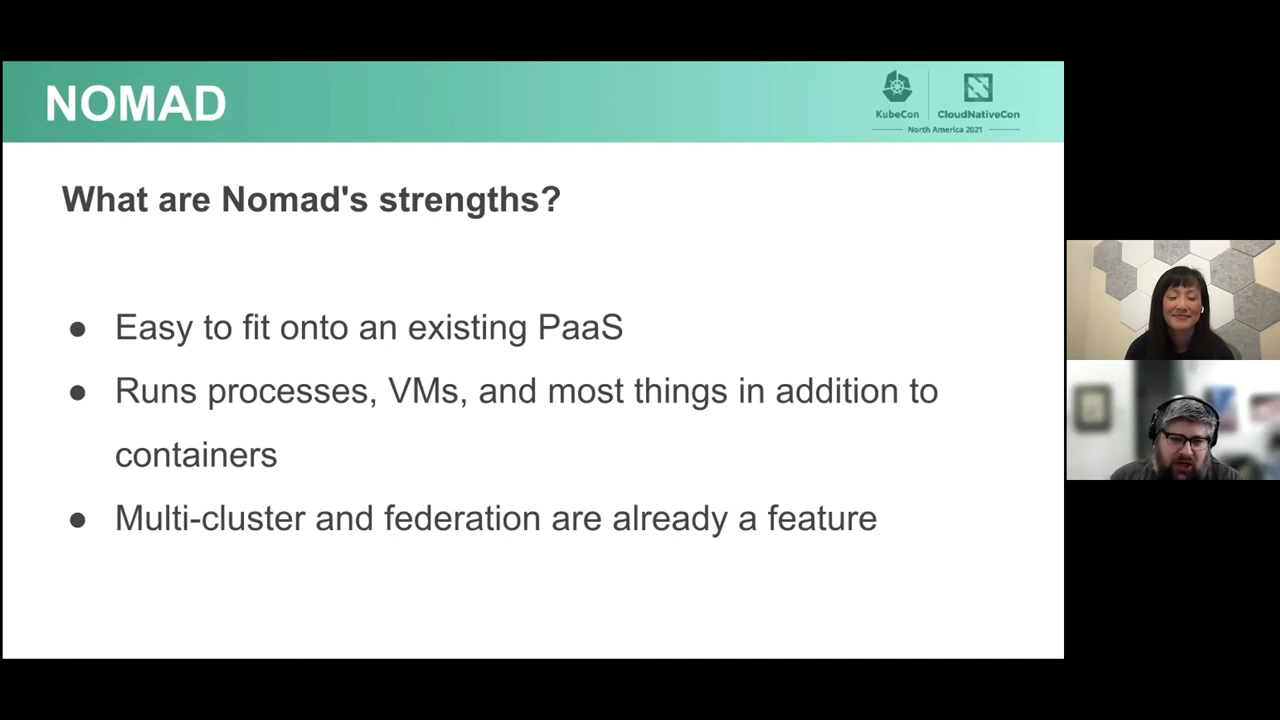 NOMAD
KubeCon
CloudNativeCon
North America 2021
What are Nomad's strengths?
● Easy to fit onto an existing PaaS
● Runs processes, VMs, and most things in addition to
containers
● Multi-cluster and federation are already a feature